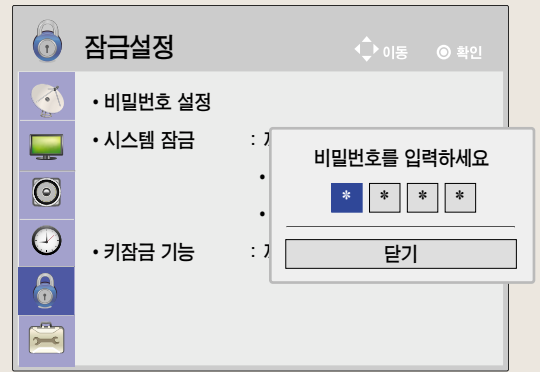 잠금설정
이동
확인
• 비밀번호 설정
• 시스템 잠금 :
•
•
• 키잠금 기능 :
비밀번호를 입력하세요
* * * *
닫기